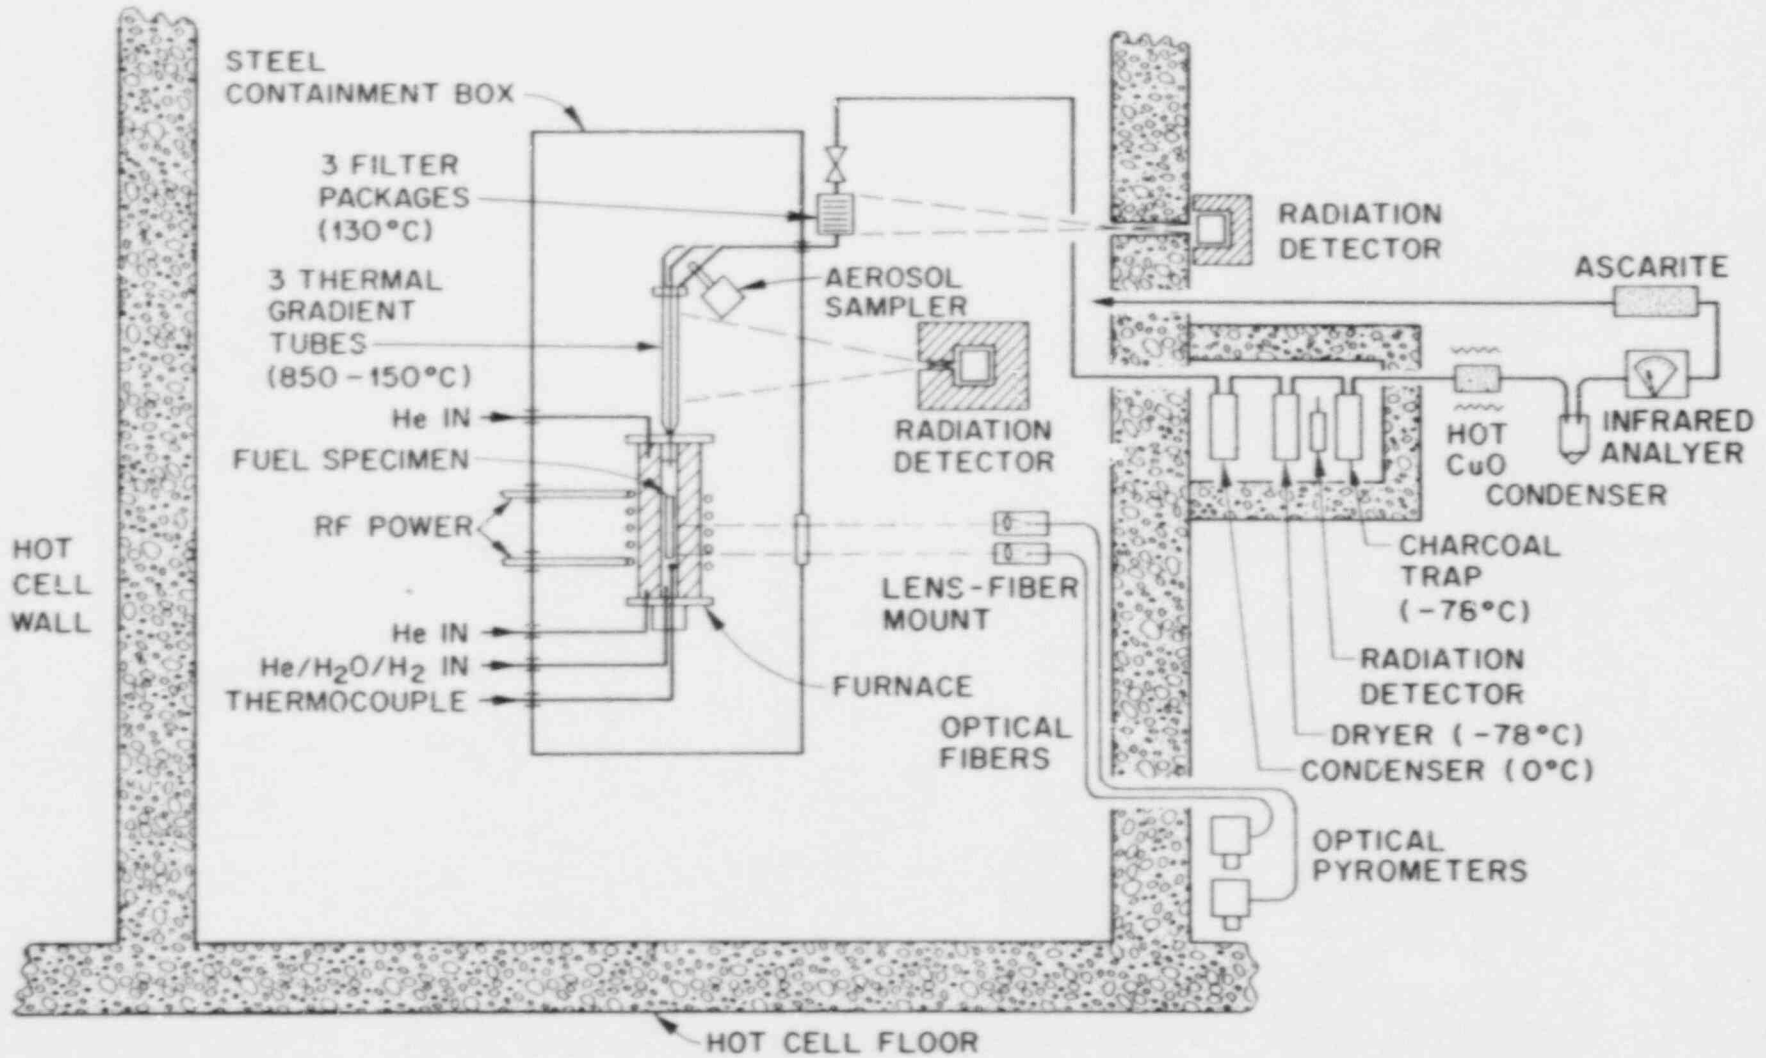 STEEL
CONTAINMENT BOX
3 FILTER
PACKAGES
(130°C)
3 THERMAL
GRADIENT
TUBES
(850-150°C)
He IN
FUEL SPECIMEN
RF POWER
HOT
CELL
WALL
He IN
He/H₂O/H₂ IN
THERMOCOUPLE
AEROSOL
SAMPLER
RADIATION
DETECTOR
LENS-FIBER
MOUNT
FURNACE
OPTICAL
FIBERS
RADIATION
DETECTOR
ASCARITE
INFRARED
ANALYER
HOT
CuO
CONDENSER
CHARCOAL
TRAP
(-76°C)
RADIATION
DETECTOR
DRYER (-78°C)
CONDENSER (0°C)
OPTICAL
PYROMETERS
HOT CELL FLOOR